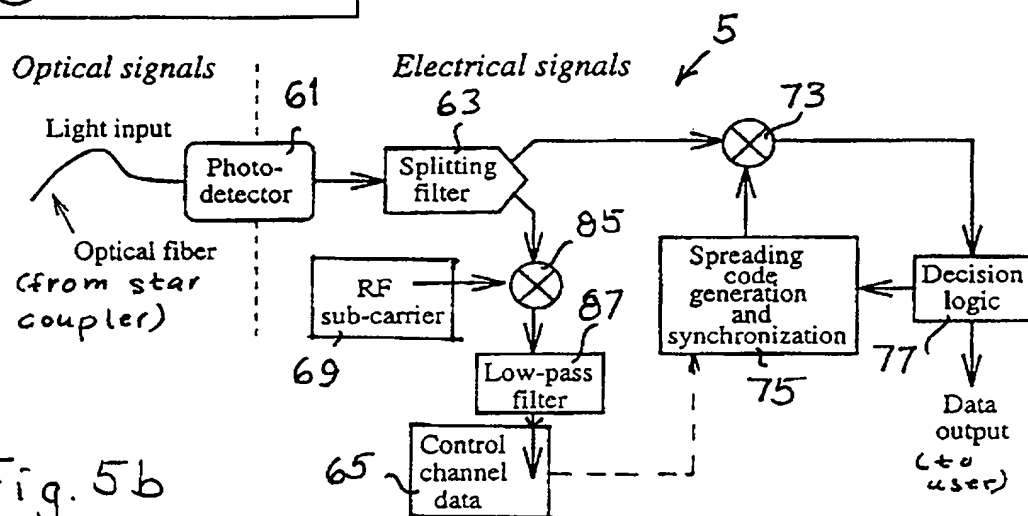 5
Optical signals
Electrical signals
61
63
73
Light input
Photo-
detector
Splitting
filter
85
Optical fiber
(from star
coupler)
RF
sub-carrier
69
87
Spreading
code
generation
and
synchronization
75
Decision
logic
77
Low-pass
filter
Data
output
(to
user)
65
Control
channel
data
Fig. 5b